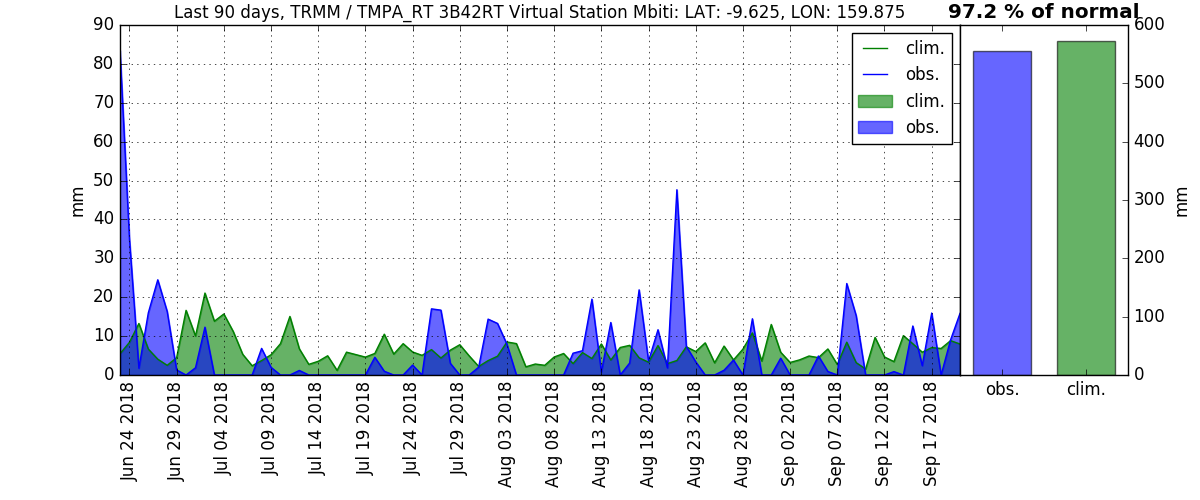 Last 90 days, TRMM / TMPA_RT 3B42RT Virtual Station Mbiti: LAT: -9.625, LON: 159.875
97.2 % of normal
90
80
70
60
50
40
30
20
10
0
mm
clim.
obs.
clim.
obs.
600
500
400
300
200
100
0
mm
Jun 24 2018
Jun 29 2018
Jul 04 2018
Jul 09 2018
Jul 14 2018
Jul 19 2018
Jul 24 2018
Jul 29 2018
Aug 03 2018
Aug 08 2018
Aug 13 2018
Aug 18 2018
Aug 23 2018
Aug 28 2018
Sep 02 2018
Sep 07 2018
Sep 12 2018
Sep 17 2018
obs.
clim.